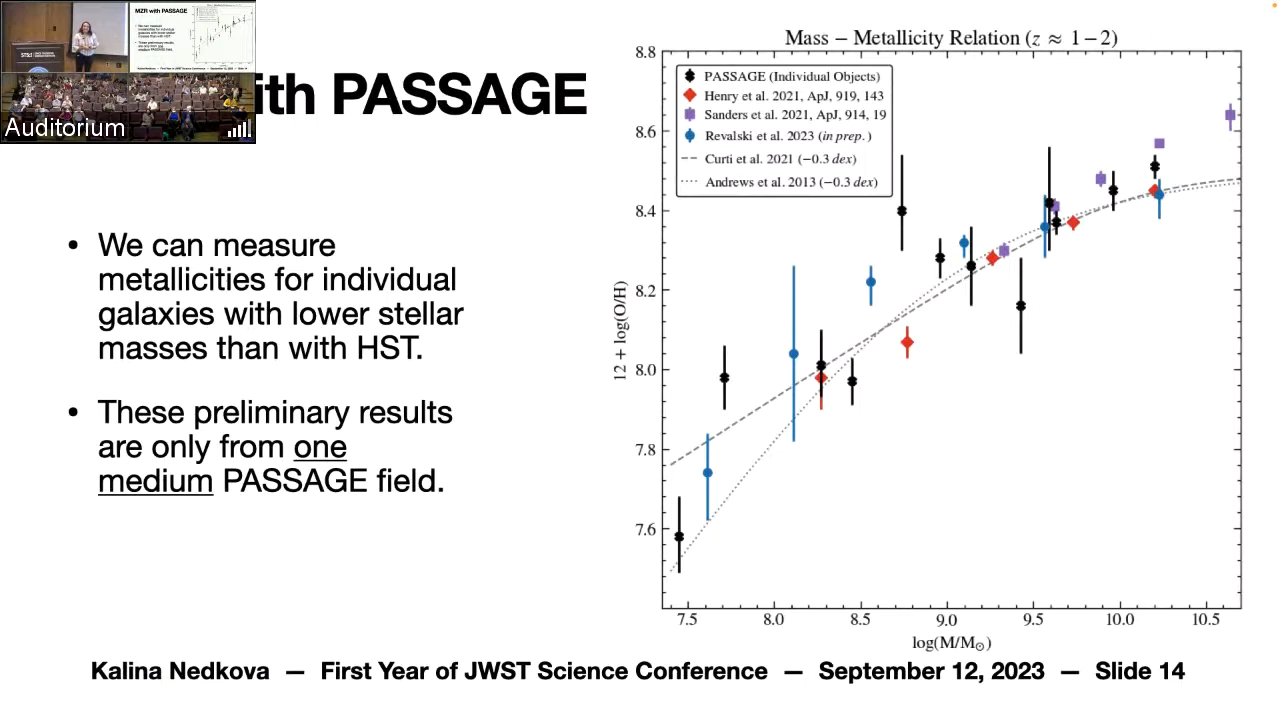 MZR with PASSAGE
Auditorium
ith PASSAGE
• We can measure
metallicities for individual
galaxies with lower stellar
masses than with HST.
• These preliminary results
are only from one
medium PASSAGE field.
Mass − Metallicity Relation (z ≈ 1−2)
PASSAGE (Individual Objects)
Henry et al. 2021, ApJ, 919, 143
Sanders et al. 2021, ApJ, 914, 19
Revalski et al. 2023 (in prep.)
Curti et al. 2021 (−0.3 dex)
Andrews et al. 2013 (−0.3 dex)
8.8
8.6
8.4
8.2
8.0
7.8
7.6
12 + log(O/H)
7.5 8.0 8.5 9.0 9.5 10.0 10.5
log(M/M☉)
Kalina Nedkova — First Year of JWST Science Conference — September 12, 2023 — Slide 14